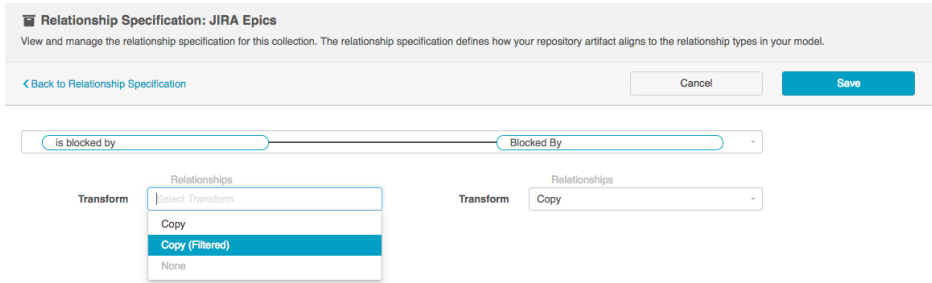 Relationship Specification: JIRA Epics
View and manage the relationship specification for this collection. The relationship specification defines how your repository artifact aligns to the relationship types in your model.
Back to Relationship Specification
Cancel
Save
is blocked by
Blocked By
Relationships
Relationships
Transform
Select Transform
Transform
Copy
Copy
Copy (Filtered)
None